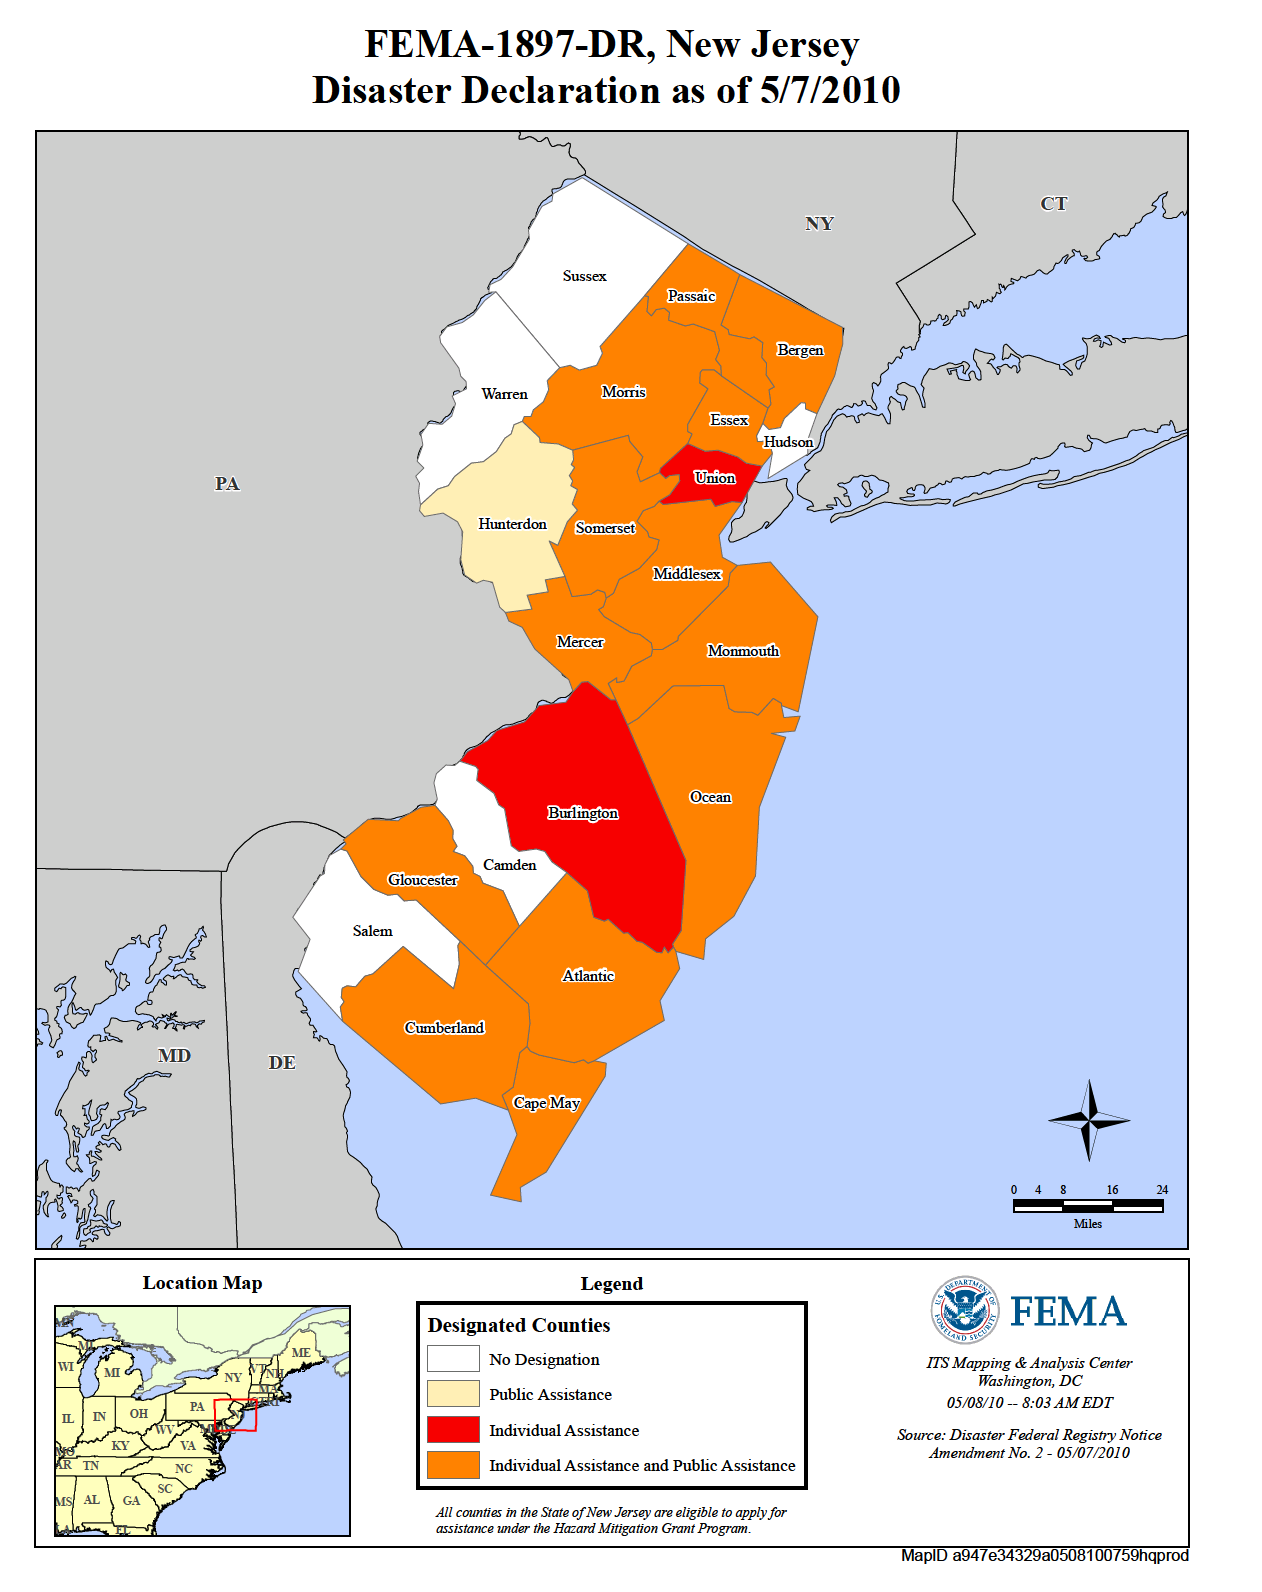 FEMA-1897-DR, New Jersey
Disaster Declaration as of 5/7/2010
NY
CT
PA
MD
DE
Sussex
Passaic
Bergen
Warren
Morris
Essex
Hudson
Union
Hunterdon
Somerset
Middlesex
Mercer
Monmouth
Ocean
Burlington
Camden
Gloucester
Salem
Atlantic
Cumberland
Cape May
0 4 8 16 24
Miles
Location Map
WI
MI
IL
IN
OH
PA
NY
VT
NH
ME
MA
WV
KY
VA
TN
NC
SC
MS
AL
GA
FL
AR
MO
Legend
Designated Counties
No Designation
Public Assistance
Individual Assistance
Individual Assistance and Public Assistance
All counties in the State of New Jersey are eligible to apply for
assistance under the Hazard Mitigation Grant Program.
U.S. DEPARTMENT OF
HOMELAND SECURITY
FEMA
ITS Mapping & Analysis Center
Washington, DC
05/08/10 -- 8:03 AM EDT
Source: Disaster Federal Registry Notice
Amendment No. 2 - 05/07/2010
MapID a947e34329a0508100759hqprod